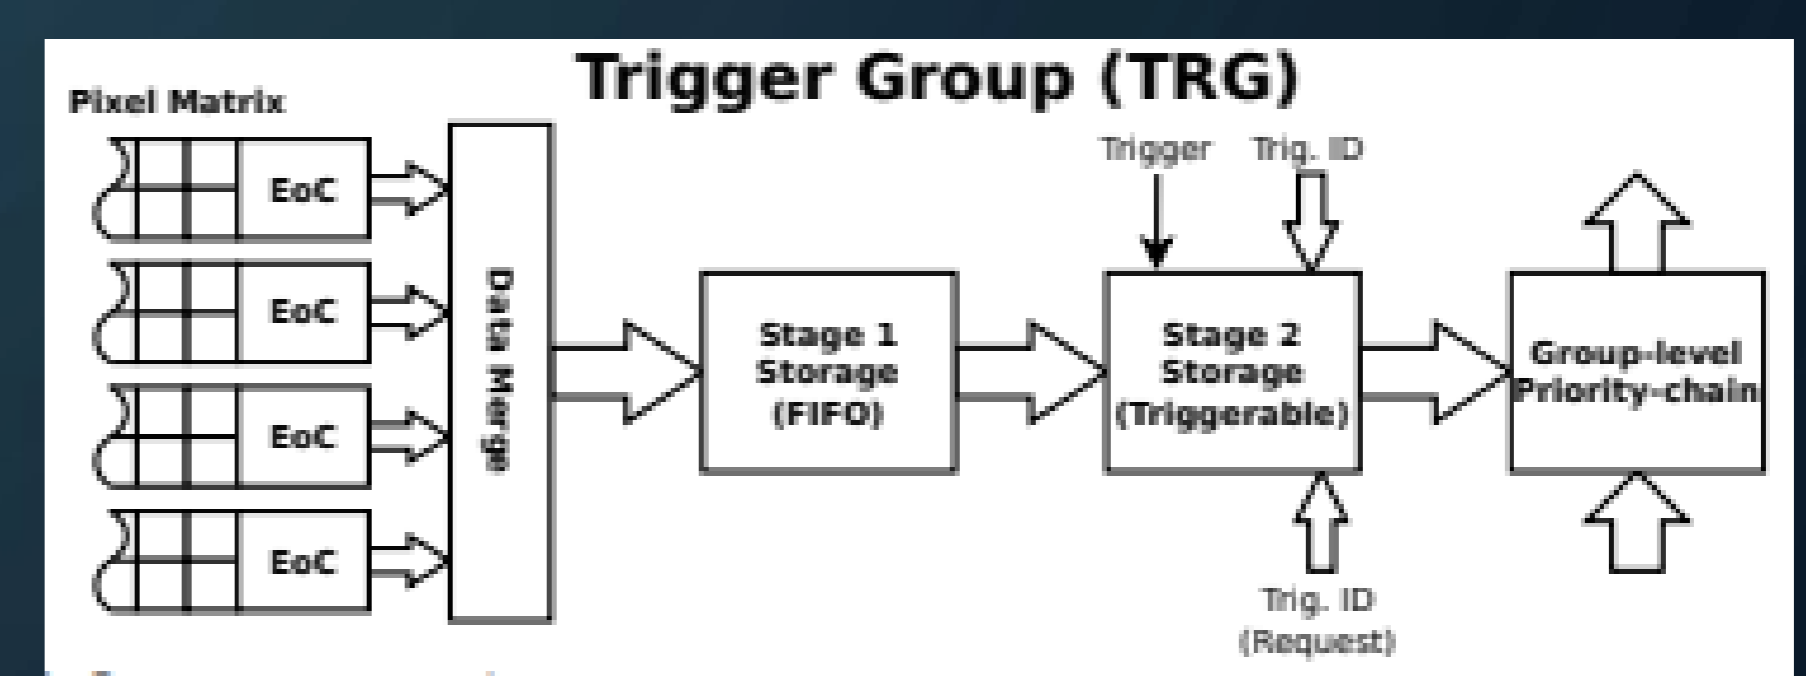 Trigger Group (TRG)
Pixel Matrix
EoC
EoC
EoC
EoC
Data Merge
Stage 1
Storage
(FIFO)
Trigger
Trig. ID
Stage 2
Storage
(Triggerable)
Trig. ID
(Request)
Group-level
Priority-chain